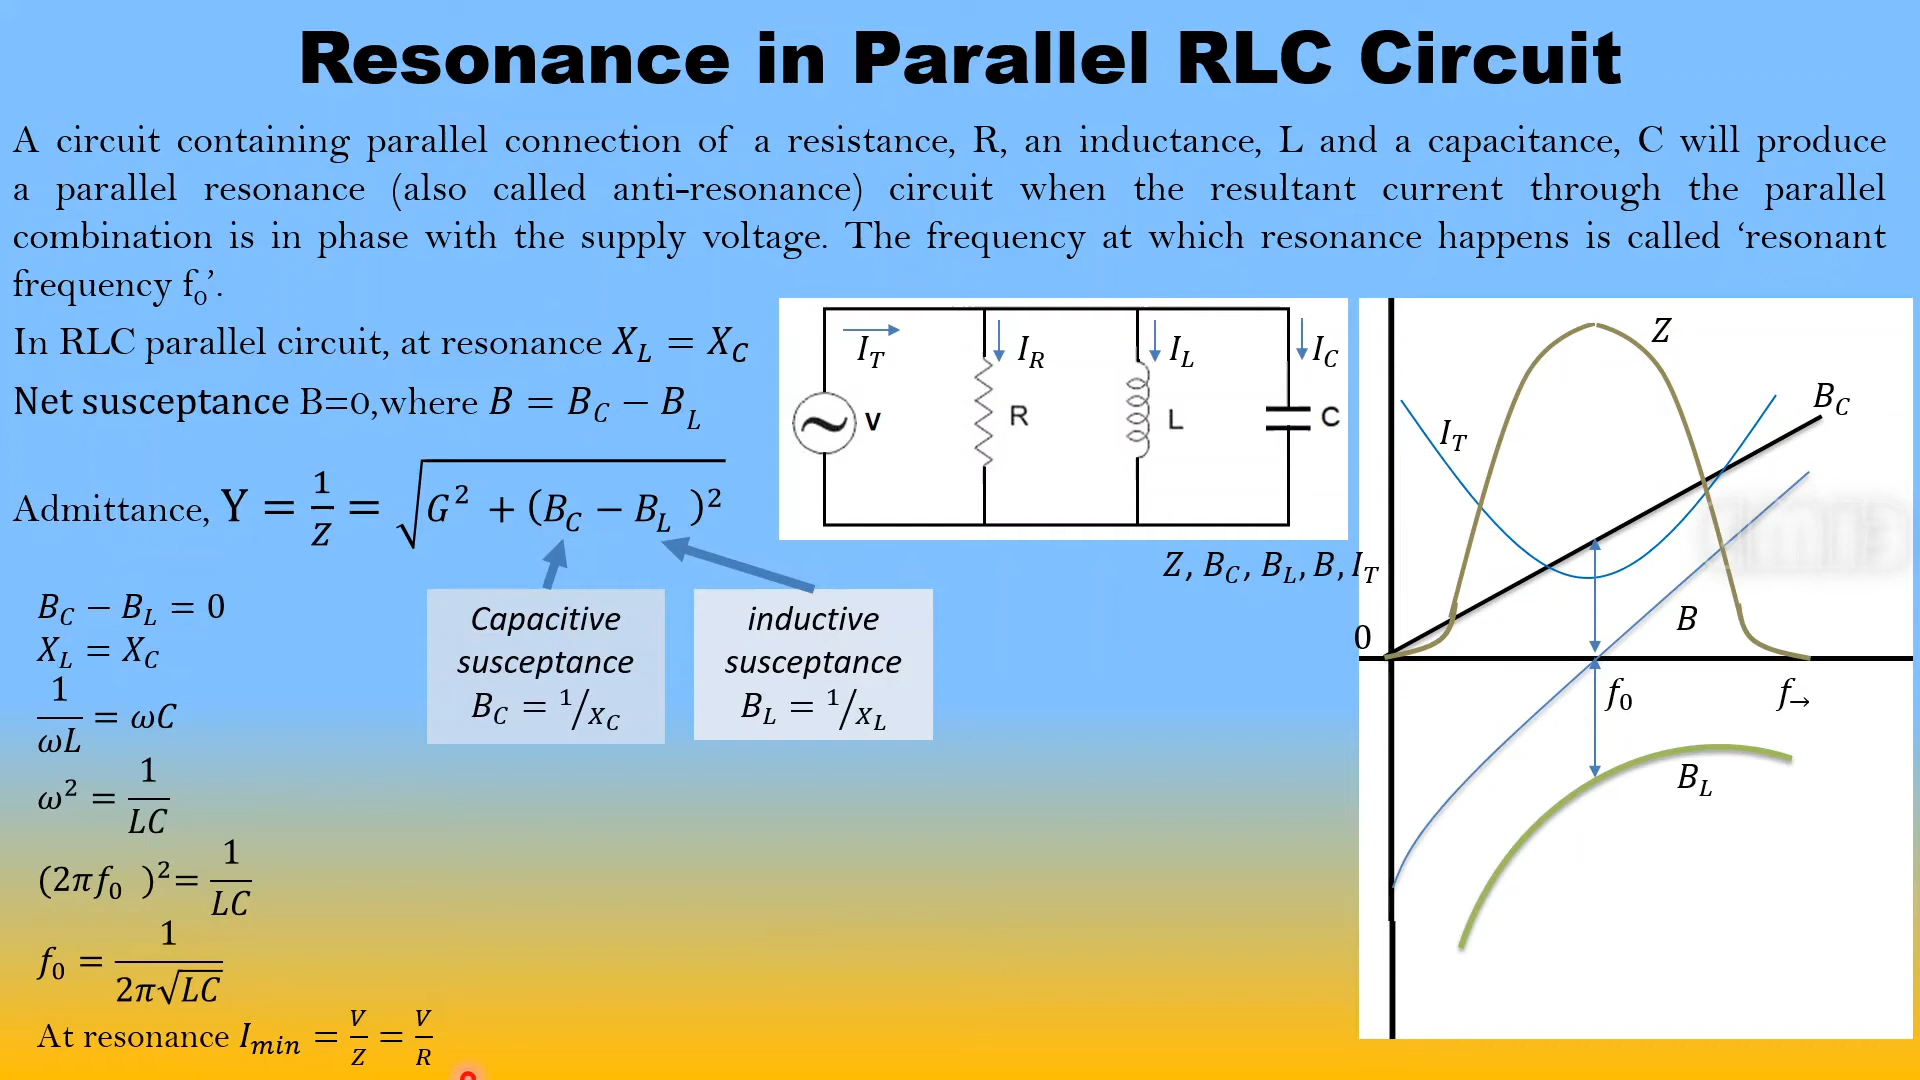 Resonance in Parallel RLC Circuit
A circuit containing parallel connection of a resistance, R, an inductance, L and a capacitance, C will produce
a parallel resonance (also called anti-resonance) circuit when the resultant current through the parallel
combination is in phase with the supply voltage. The frequency at which resonance happens is called ‘resonant
frequency f₀’.
In RLC parallel circuit, at resonance X_L = X_C
Net susceptance B=0,where B = B_C − B_L
Admittance, Y = 1/Z = √(G² + (B_C − B_L )²)
B_C − B_L = 0
X_L = X_C
1/ωL = ωC
ω² = 1/LC
(2πf₀ )²= 1/LC
f₀ = 1/(2π√LC)
At resonance I_min = V/Z = V/R
Capacitive
susceptance
B_C = 1/X_C
inductive
susceptance
B_L = 1/X_L
I_T
I_R
I_L
I_C
V
R
L
C
Z, B_C, B_L, B, I_T
Z
B_C
I_T
B
0
f₀
f→
B_L